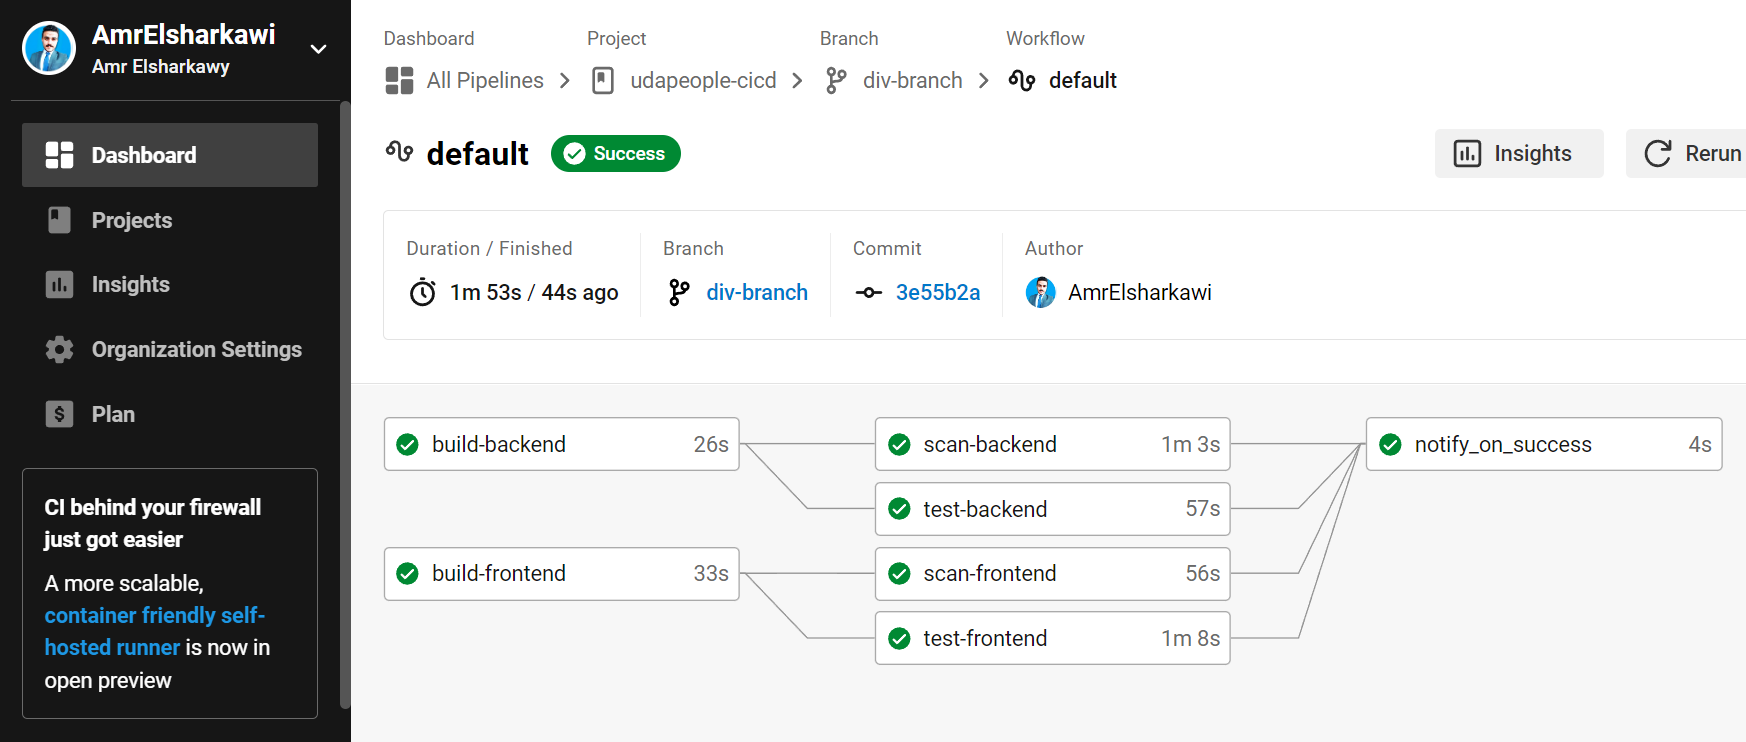 AmrElsharkawi
Amr Elsharkawy
Dashboard
Projects
Insights
Organization Settings
Plan
CI behind your firewall
just got easier
A more scalable,
container friendly self-
hosted runner is now in
open preview
Dashboard Project Branch Workflow
All Pipelines udapeople-cicd div-branch default
default Success Insights Rerun
Duration / Finished Branch Commit Author
1m 53s / 44s ago div-branch 3e55b2a AmrElsharkawi
build-backend 26s scan-backend 1m 3s notify_on_success 4s
test-backend 57s
build-frontend 33s scan-frontend 56s
test-frontend 1m 8s